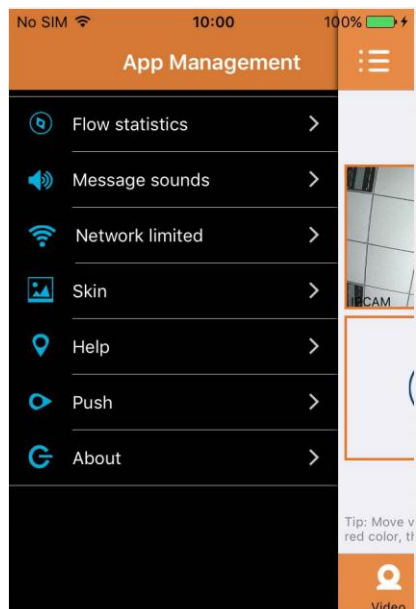 No SIM 10:00 100%
App Management
Flow statistics
Message sounds
Network limited
Skin
Help
Push
About
IPCAM
Tip: Move v
red color, th
Video